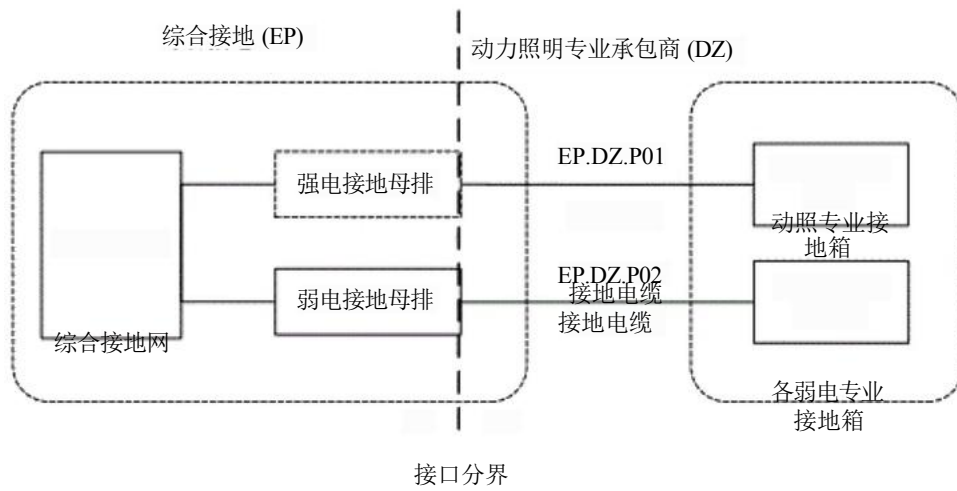 综合接地 (EP)
动力照明专业承包商 (DZ)
EP.DZ.P01
强电接地母排
动照专业接
地箱
EP.DZ.P02
弱电接地母排
接地电缆
接地电缆
综合接地网
各弱电专业
接地箱
接口分界